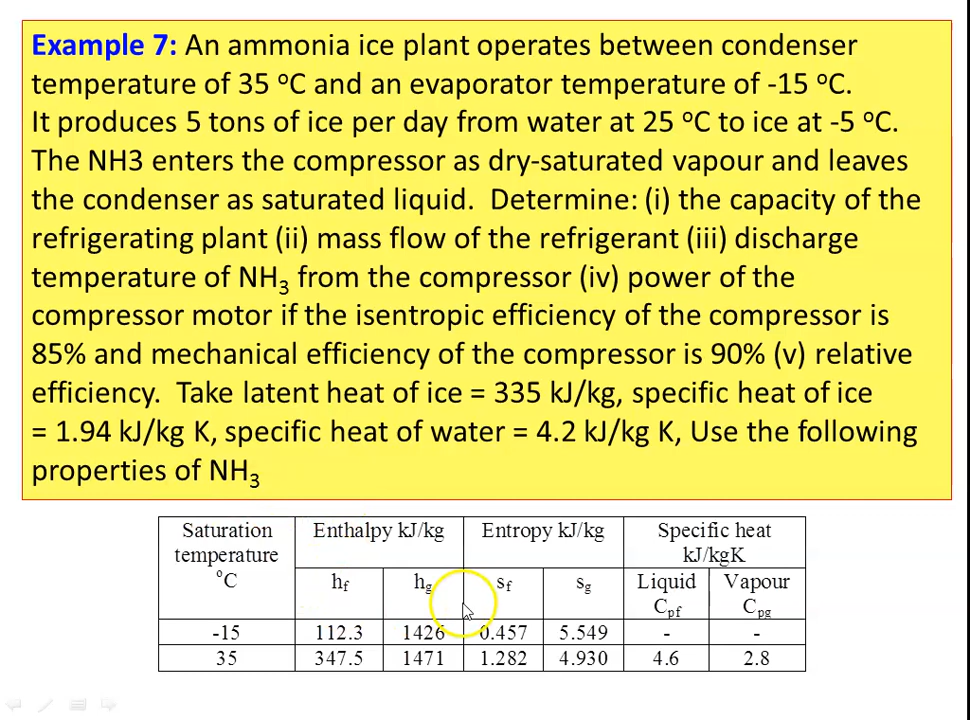 Example 7: An ammonia ice plant operates between condenser
temperature of 35 °C and an evaporator temperature of -15 °C.
It produces 5 tons of ice per day from water at 25 °C to ice at -5 °C.
The NH3 enters the compressor as dry-saturated vapour and leaves
the condenser as saturated liquid. Determine: (i) the capacity of the
refrigerating plant (ii) mass flow of the refrigerant (iii) discharge
temperature of NH₃ from the compressor (iv) power of the
compressor motor if the isentropic efficiency of the compressor is
85% and mechanical efficiency of the compressor is 90% (v) relative
efficiency. Take latent heat of ice = 335 kJ/kg, specific heat of ice
= 1.94 kJ/kg K, specific heat of water = 4.2 kJ/kg K, Use the following
properties of NH₃
Saturation temperature °C Enthalpy kJ/kg Entropy kJ/kg Specific heat kJ/kgK
hf hg sf sg Liquid Cpf Vapour Cpg
-15 112.3 1426 0.457 5.549 - -
35 347.5 1471 1.282 4.930 4.6 2.8